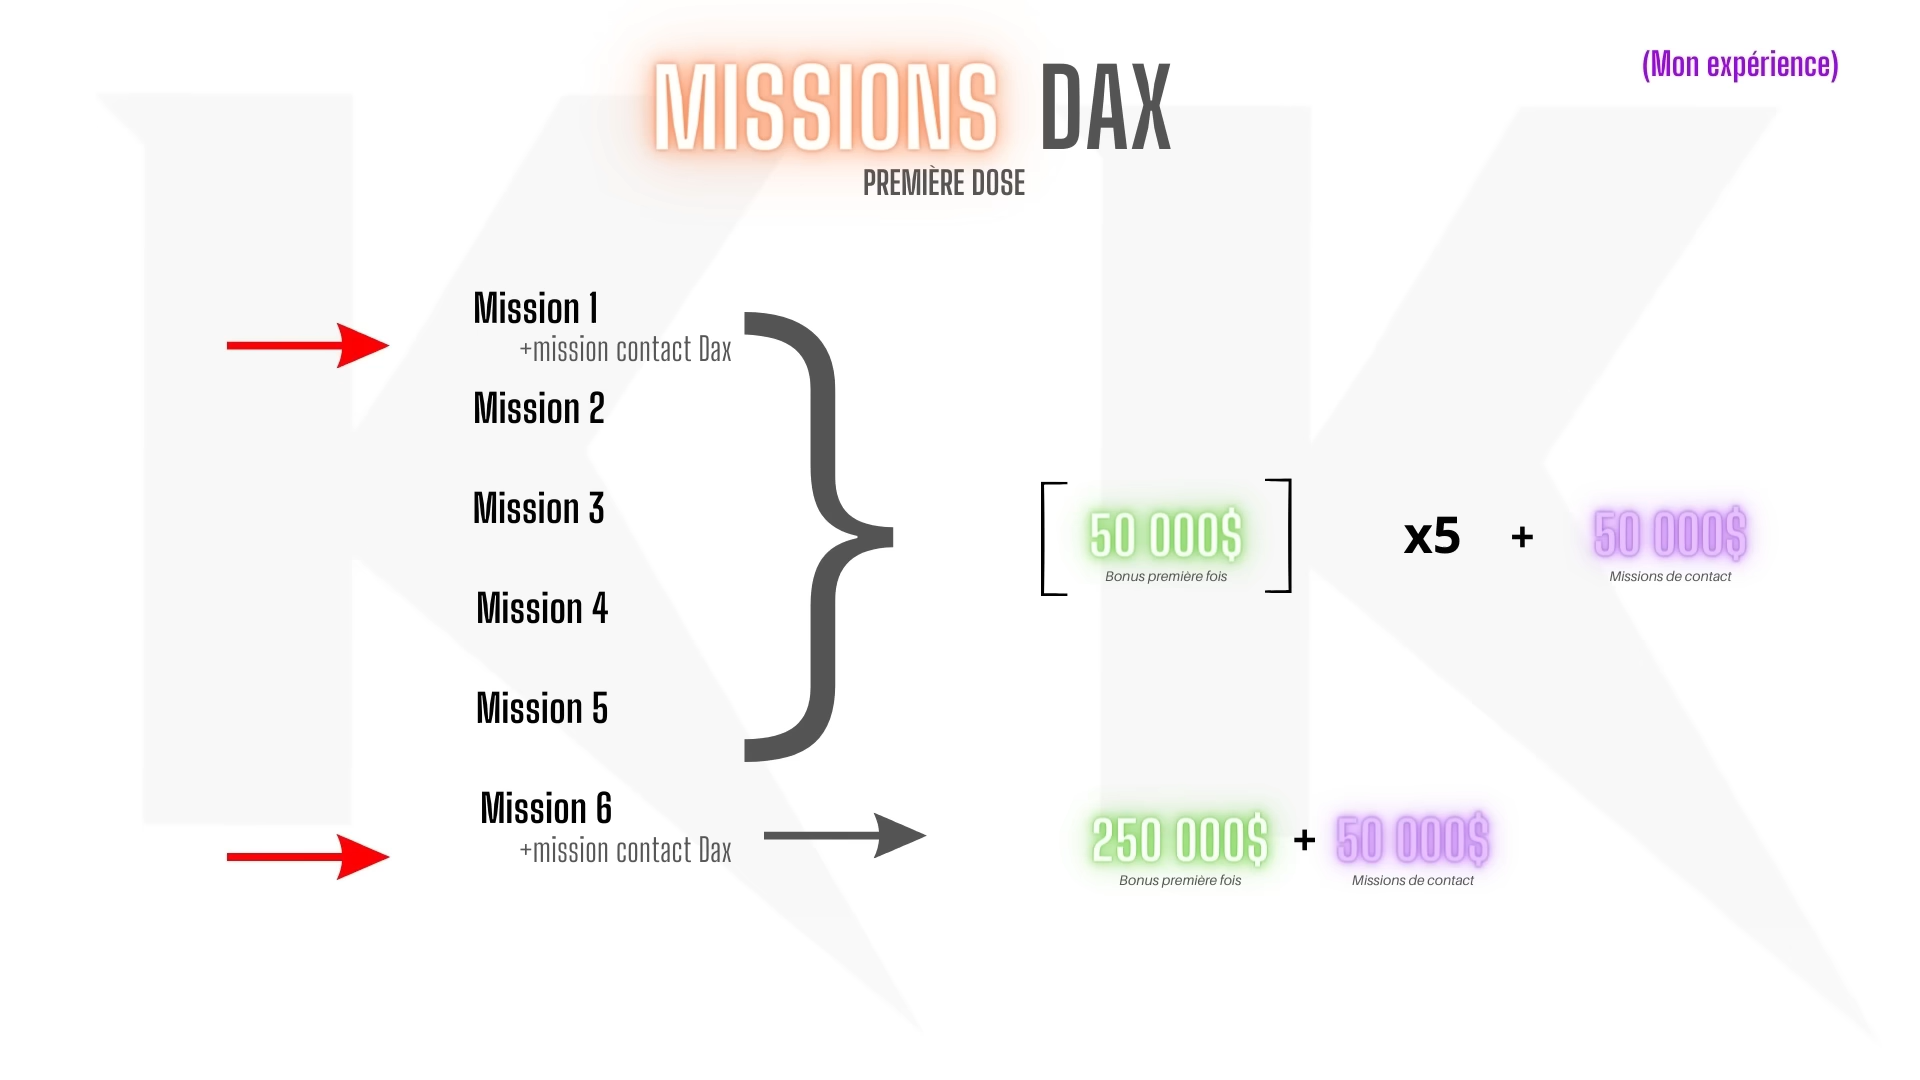 MISSIONS DAX
(Mon expérience)
PREMIÈRE DOSE
Mission 1
+mission contact Dax
Mission 2
Mission 3
Mission 4
Mission 5
Mission 6
+mission contact Dax
[ 50 000$ ] x5 + 50 000$
Bonus première fois Missions de contact
250 000$ + 50 000$
Bonus première fois Missions de contact